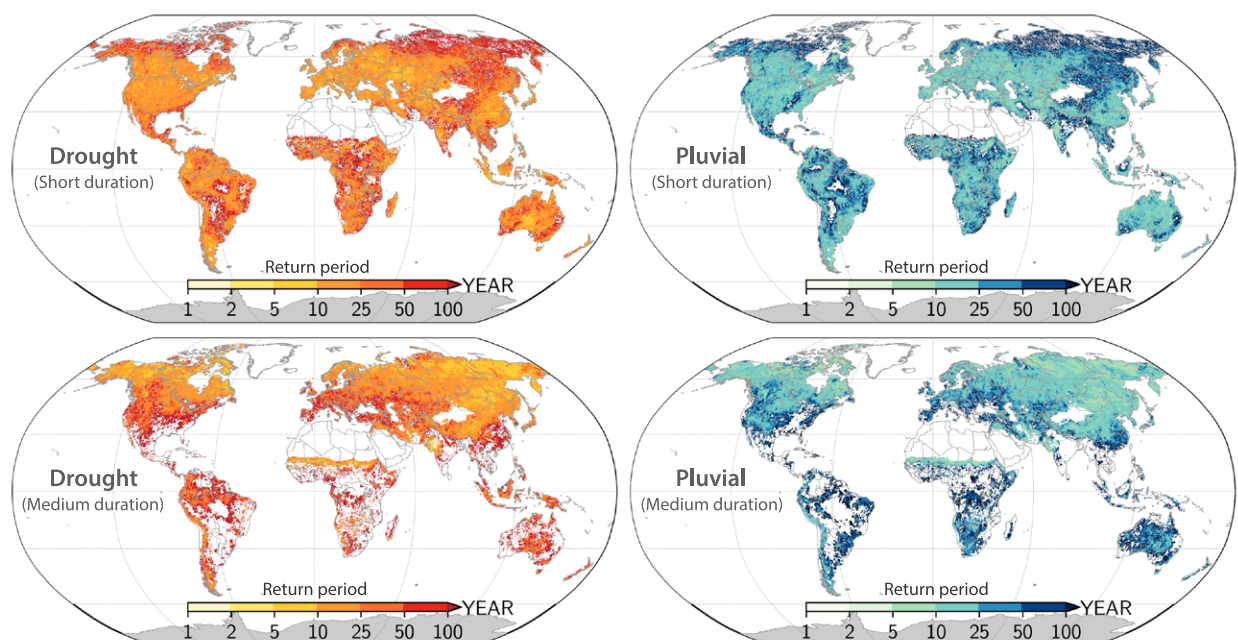 Drought
(Short duration)
Return period
YEAR
1 2 5 10 25 50 100
Pluvial
(Short duration)
Return period
YEAR
1 2 5 10 25 50 100
Drought
(Medium duration)
Return period
YEAR
1 2 5 10 25 50 100
Pluvial
(Medium duration)
Return period
YEAR
1 2 5 10 25 50 100